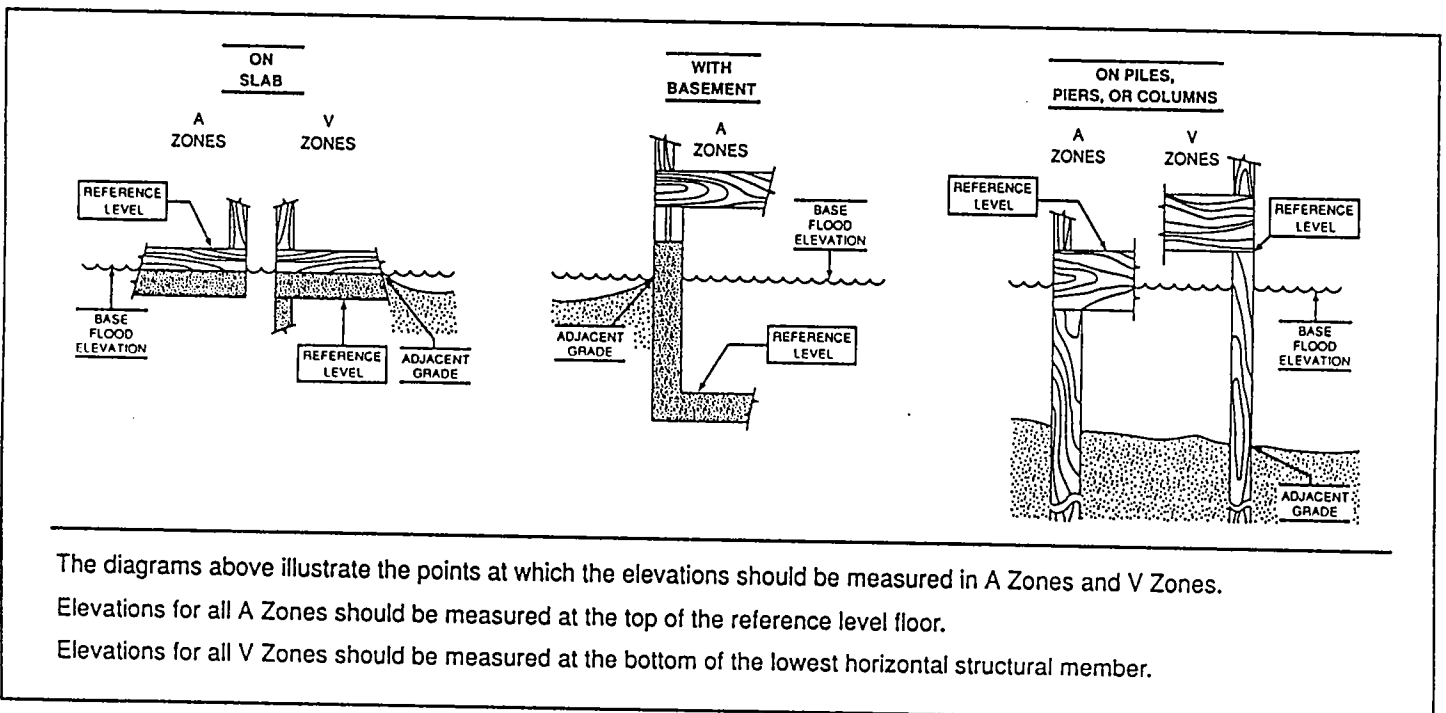 ON
SLAB
A
ZONES
V
ZONES
REFERENCE
LEVEL
BASE
FLOOD
ELEVATION
REFERENCE
LEVEL
ADJACENT
GRADE
WITH
BASEMENT
A
ZONES
BASE
FLOOD
ELEVATION
ADJACENT
GRADE
REFERENCE
LEVEL
ON PILES,
PIERS, OR COLUMNS
A
ZONES
V
ZONES
REFERENCE
LEVEL
REFERENCE
LEVEL
BASE
FLOOD
ELEVATION
ADJACENT
GRADE
The diagrams above illustrate the points at which the elevations should be measured in A Zones and V Zones.
Elevations for all A Zones should be measured at the top of the reference level floor.
Elevations for all V Zones should be measured at the bottom of the lowest horizontal structural member.